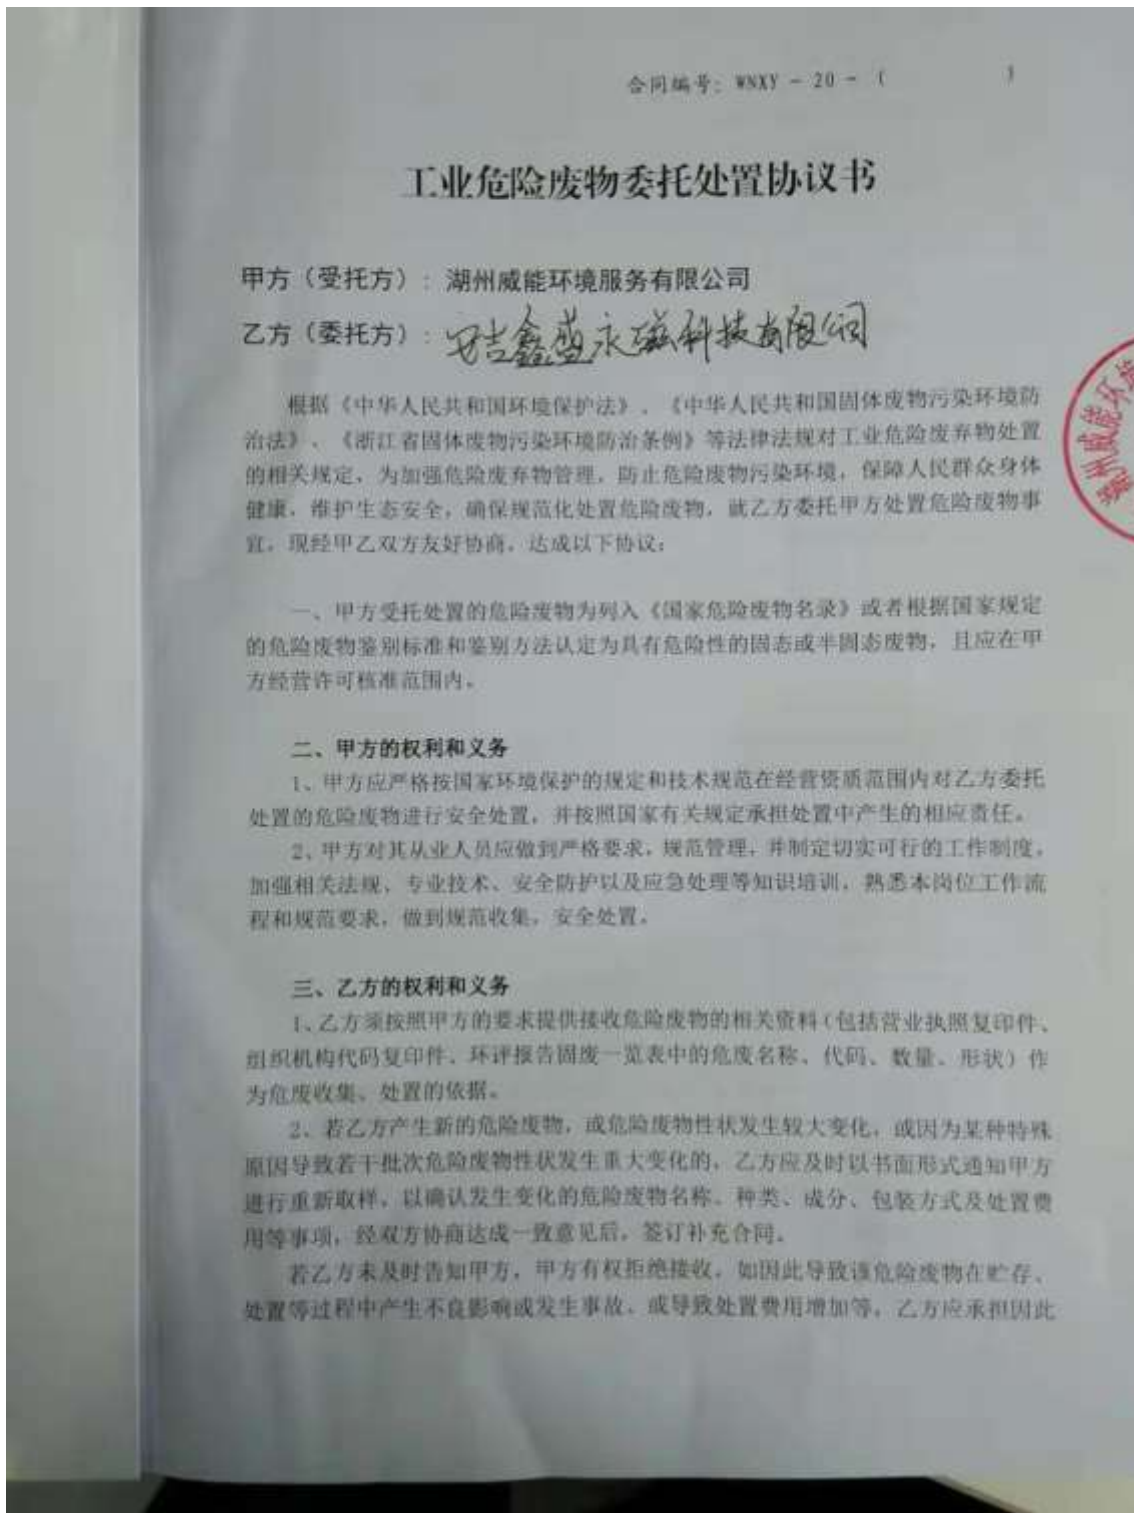 合同编号：WNXY - 20 - （ ）
工业危险废物委托处置协议书
甲方（受托方）：湖州威能环境服务有限公司
乙方（委托方）：安吉鑫盛永磁科技有限公司
湖州威能环境
根据《中华人民共和国环境保护法》、《中华人民共和国固体废物污染环境防
治法》、《浙江省固体废物污染环境防治条例》等法律法规对工业危险废弃物处置
的相关规定，为加强危险废弃物管理，防止危险废物污染环境，保障人民群众身体
健康，维护生态安全，确保规范化处置危险废物，就乙方委托甲方处置危险废物事
宜，现经甲乙双方友好协商，达成以下协议：
一、甲方受托处置的危险废物为列入《国家危险废物名录》或者根据国家规定
的危险废物鉴别标准和鉴别方法认定为具有危险性的固态或半固态废物，且应在甲
方经营许可核准范围内。
二、甲方的权利和义务
1、甲方应严格按国家环境保护的规定和技术规范在经营资质范围内对乙方委托
处置的危险废物进行安全处置，并按照国家有关规定承担处置中产生的相应责任。
2、甲方对其从业人员应做到严格要求，规范管理，并制定切实可行的工作制度，
加强相关法规、专业技术、安全防护以及应急处理等知识培训，熟悉本岗位工作流
程和规范要求，做到规范收集，安全处置。
三、乙方的权利和义务
1、乙方须按照甲方的要求提供接收危险废物的相关资料（包括营业执照复印件、
组织机构代码复印件、环评报告固废一览表中的危废名称、代码、数量、形状）作
为危废收集、处置的依据。
2、若乙方产生新的危险废物，或危险废物性状发生较大变化，或因为某种特殊
原因导致若干批次危险废物性状发生重大变化的，乙方应及时以书面形式通知甲方
进行重新取样，以确认发生变化的危险废物名称、种类、成分、包装方式及处置费
用等事项，经双方协商达成一致意见后，签订补充合同。
若乙方未及时告知甲方，甲方有权拒绝接收，如因此导致该危险废物在贮存、
处置等过程中产生不良影响或发生事故、或导致处置费用增加等，乙方应承担因此